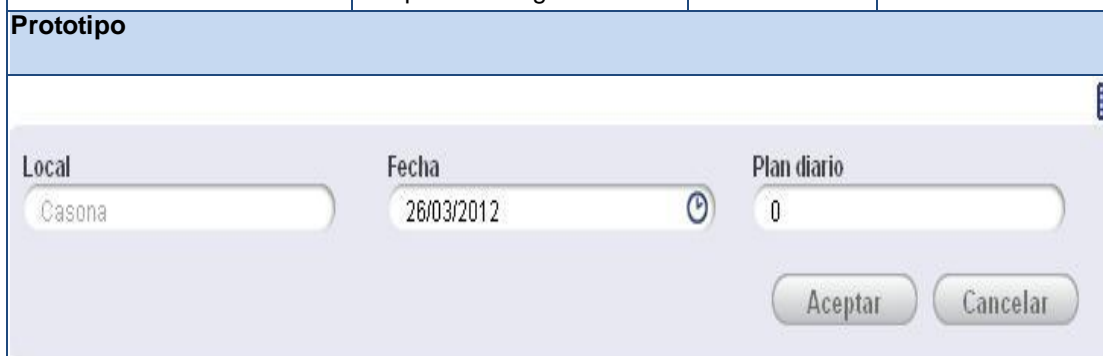 Prototipo
Local Fecha Plan diario
Casona 26/03/2012 0
Aceptar Cancelar